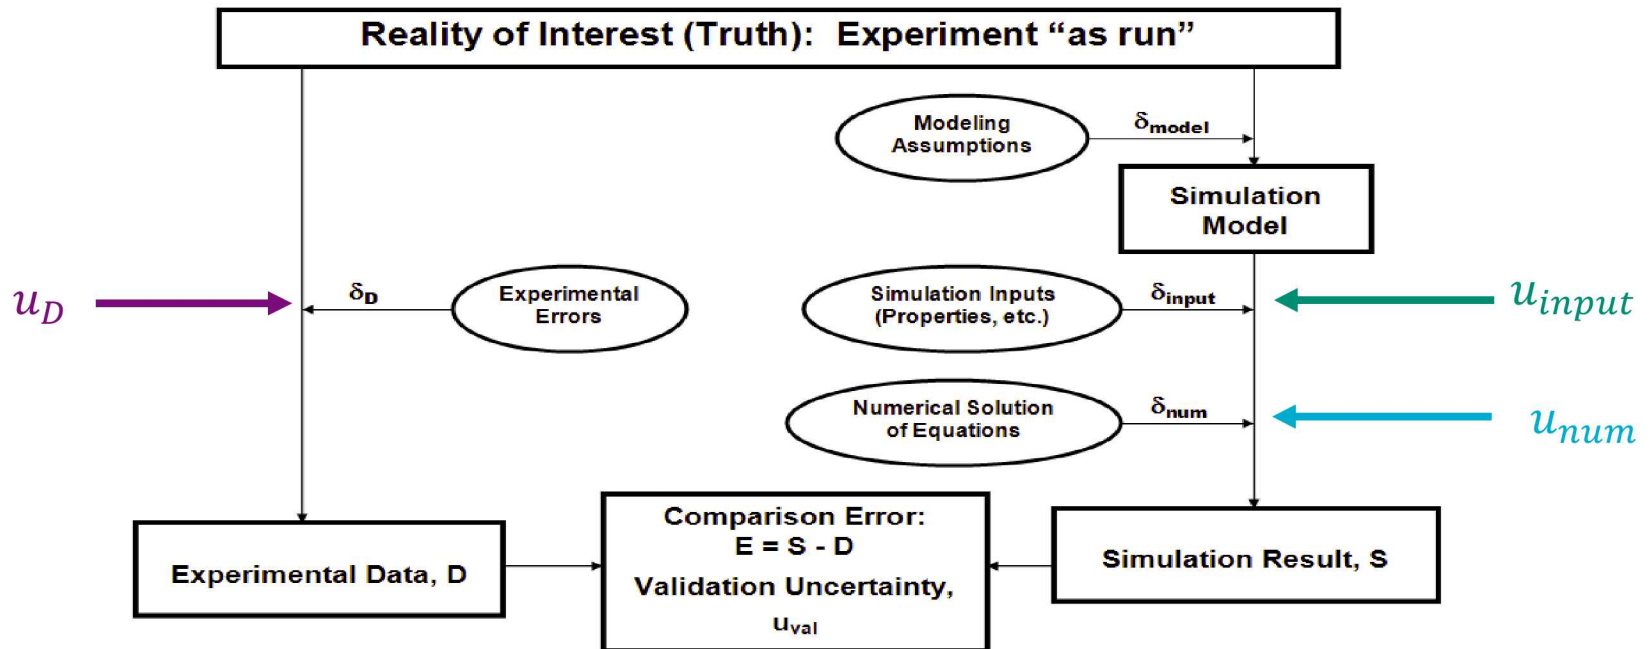 Reality of Interest (Truth): Experiment “as run”
Modeling
Assumptions
δmodel
Simulation
Model
uD
δD
Experimental
Errors
Simulation Inputs
(Properties, etc.)
δinput
uinput
Numerical Solution
of Equations
δnum
unum
Experimental Data, D
Comparison Error:
E = S - D
Validation Uncertainty,
uval
Simulation Result, S